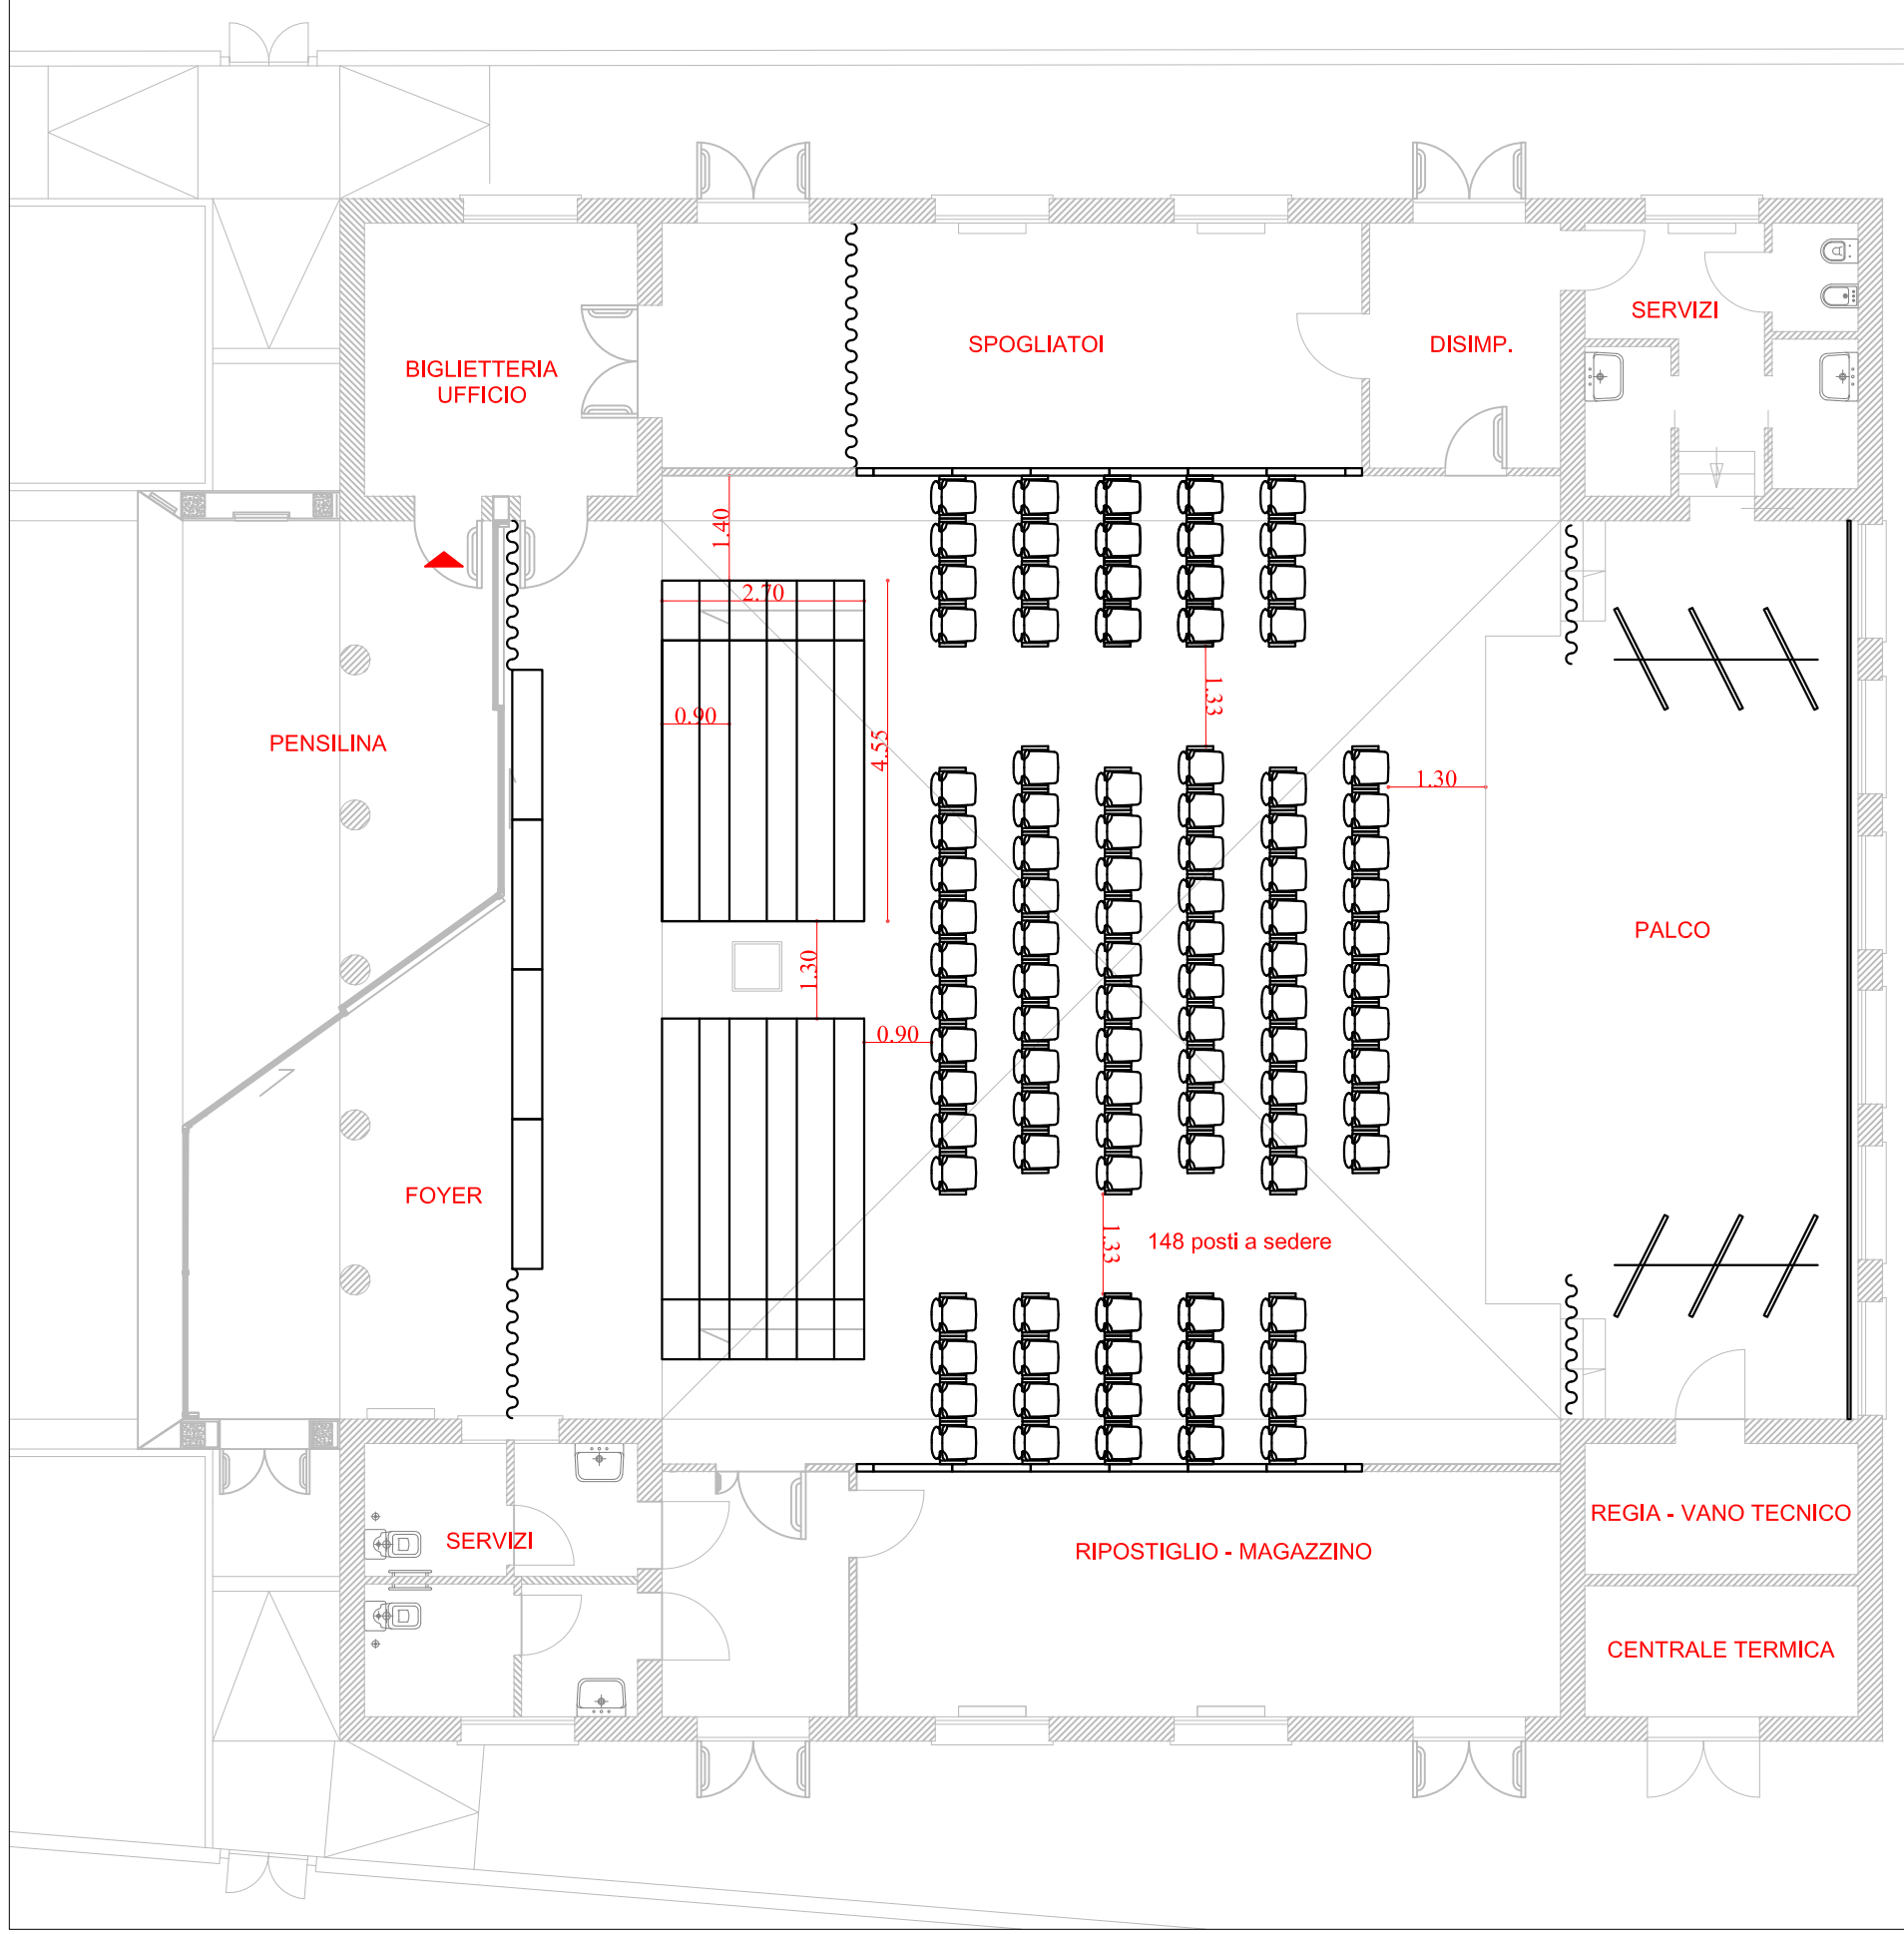 SERVIZI
SPOGLIATOI
DISIMP.
BIGLIETTERIA
UFFICIO
1.40
2.70
1.33
0.90
4.55
PENSILINA
1.30
PALCO
1.30
0.90
FOYER
1.33
148 posti a sedere
REGIA - VANO TECNICO
SERVIZI
RIPOSTIGLIO - MAGAZZINO
CENTRALE TERMICA